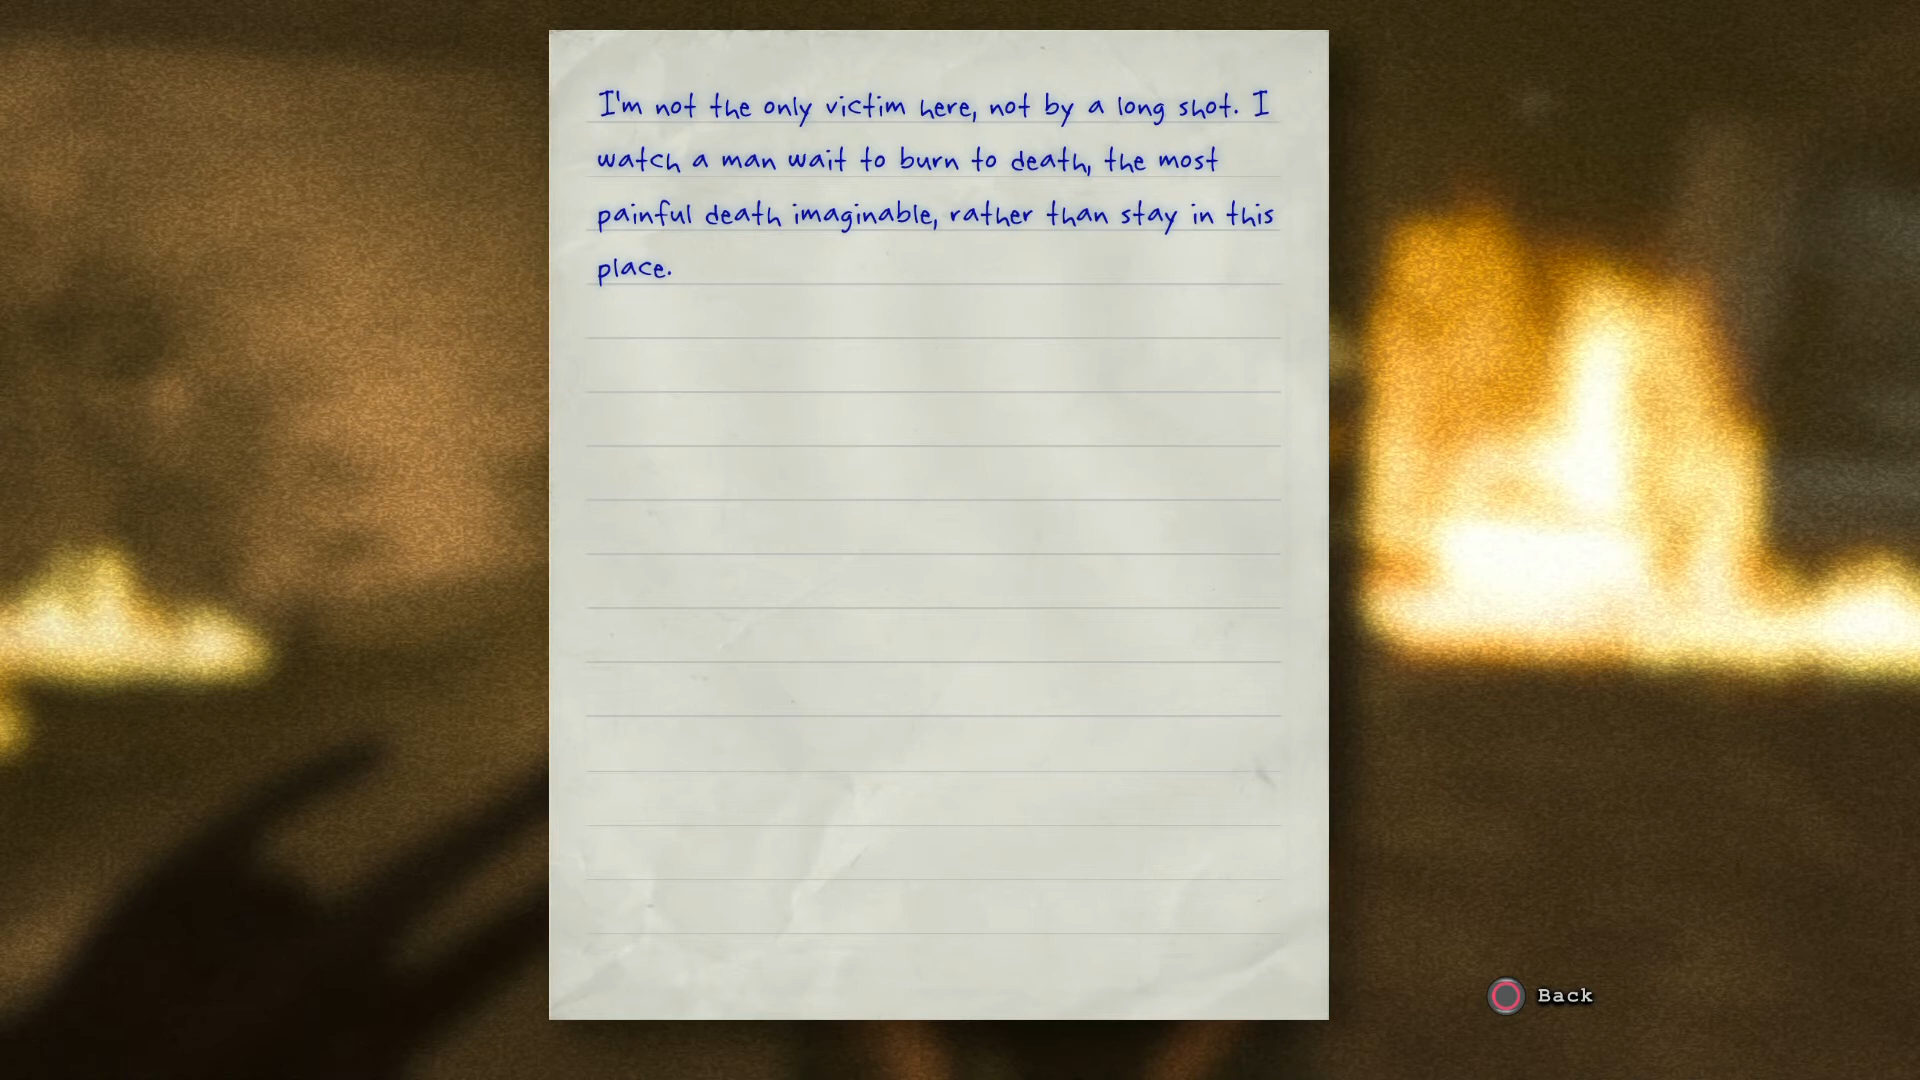 I'm not the only victim here, not by a long shot. I
watch a man wait to burn to death, the most
painful death imaginable, rather than stay in this
place.
Back